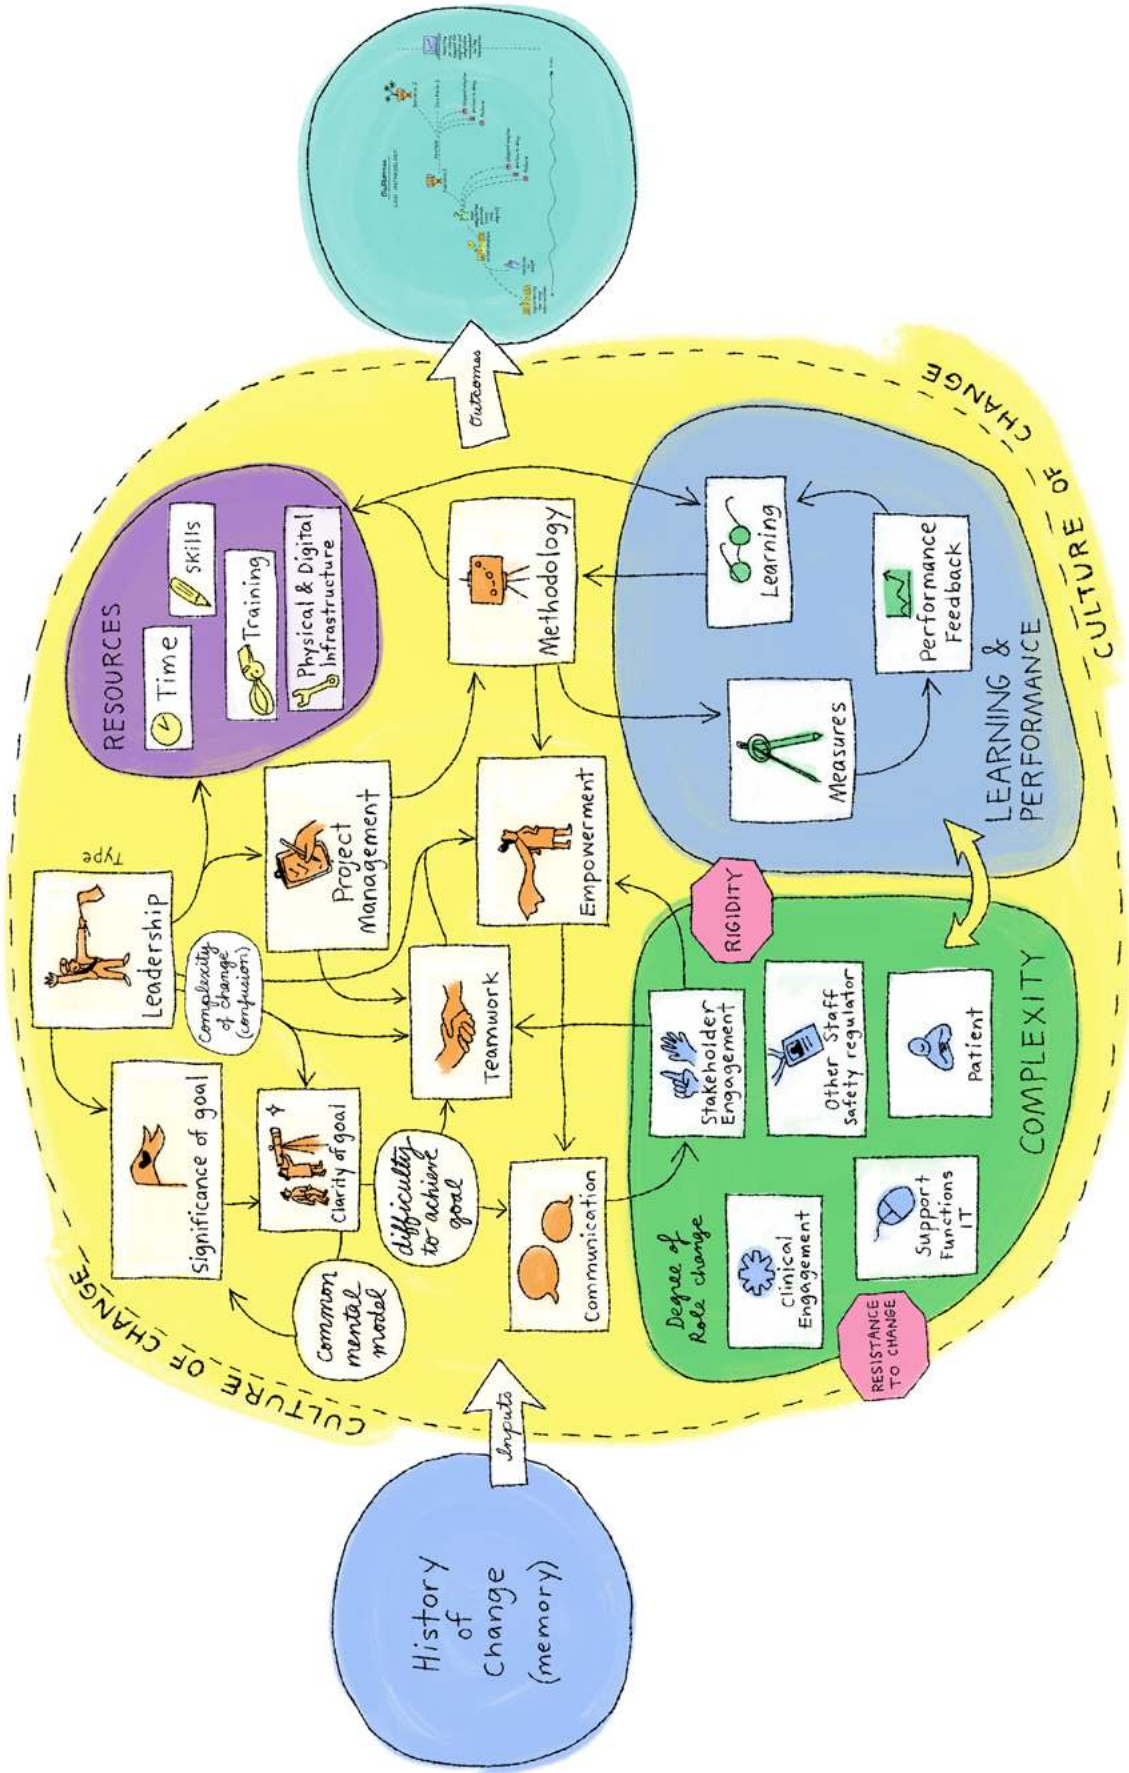 History
of
Change
(memory)
Inputs
CULTURE OF CHANGE
Common
mental
model
Significance of goal
Clarity of goal
difficulty
to achieve
goal
Communication
Leadership
Type
complexity
of change
(confusion)
Teamwork
Project
Management
Empowerment
Methodology
RESOURCES
Time
Skills
Training
Physical & Digital
Infrastructure
Degree of
Role change
Clinical
Engagement
Stakeholder
Engagement
Other Staff
Safety regulator
Support
Functions
IT
Patient
COMPLEXITY
RESISTANCE
TO CHANGE
RIGIDITY
Measures
Learning
Performance
Feedback
LEARNING &
PERFORMANCE
CULTURE OF CHANGE
Outcomes
Outcomes